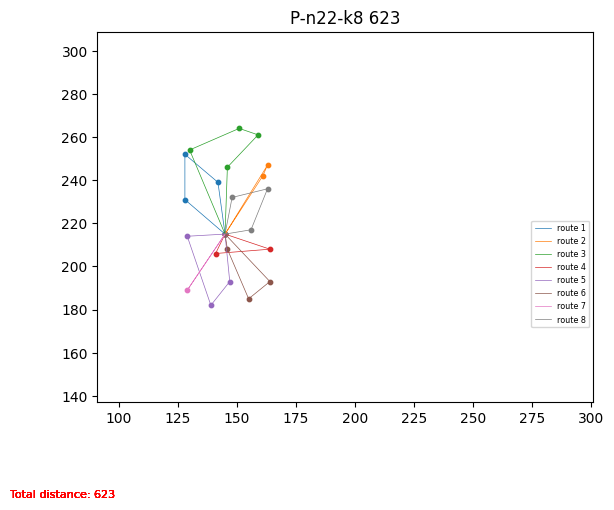 P-n22-k8 623
300
280
260
240
220
200
180
160
140
100
125
150
175
200
225
250
275
300
route 1
route 2
route 3
route 4
route 5
route 6
route 7
route 8
Total distance: 623